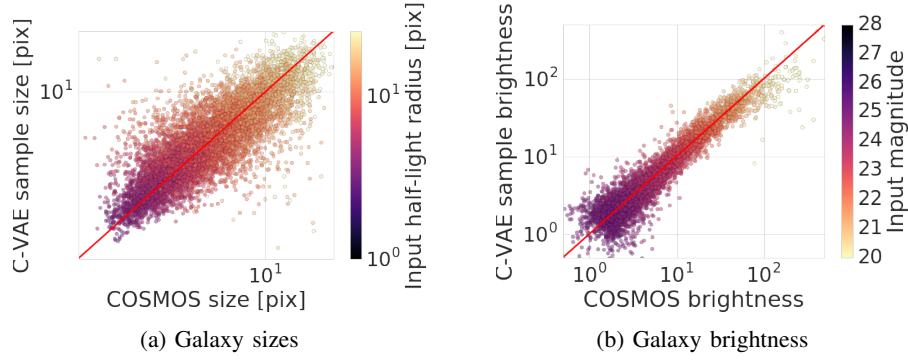 C-VAE sample size [pix]
10¹
10¹
COSMOS size [pix]
10¹
10⁰
Input half-light radius [pix]
(a) Galaxy sizes
C-VAE sample brightness
10²
10¹
10⁰
10⁰ 10¹ 10²
COSMOS brightness
28
27
26
25
24
23
22
21
20
Input magnitude
(b) Galaxy brightness